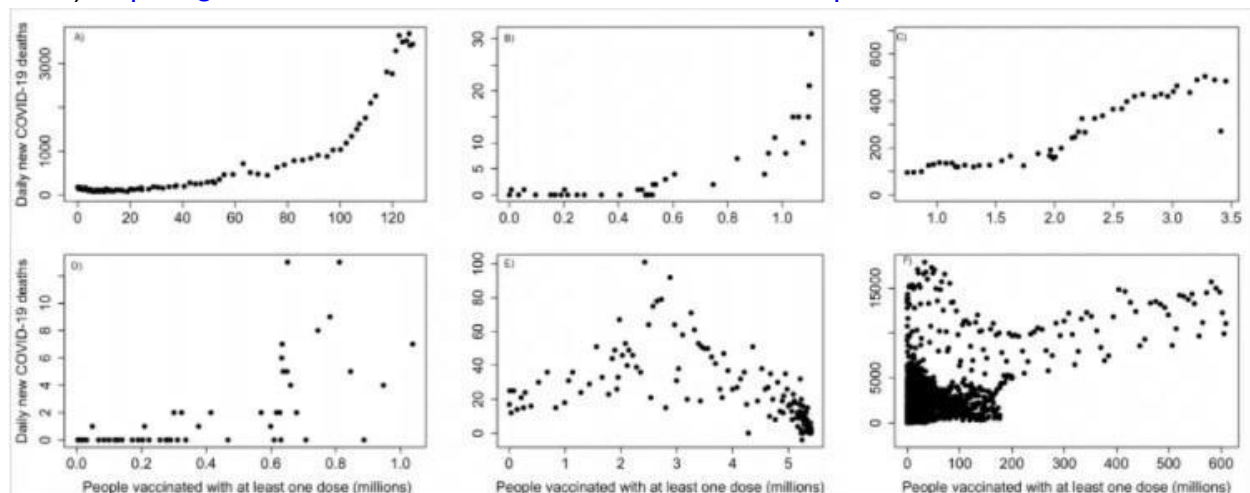 A)
B)
C)
Daily new COVID-19 deaths
3000
1000
0
0 20 40 60 80 100 120
30
20
10
5
0
0.0 0.2 0.4 0.6 0.8 1.0
600
400
200
0
1.0 1.5 2.0 2.5 3.0 3.5
D)
E)
F)
Daily new COVID-19 deaths
10
8
6
4
2
0
0.0 0.2 0.4 0.6 0.8 1.0
100
80
60
40
20
0
0 1 2 3 4 5
15000
5000
0
0 100 200 300 400 500 600
People vaccinated with at least one dose (millions)
People vaccinated with at least one dose (millions)
People vaccinated with at least one dose (millions)